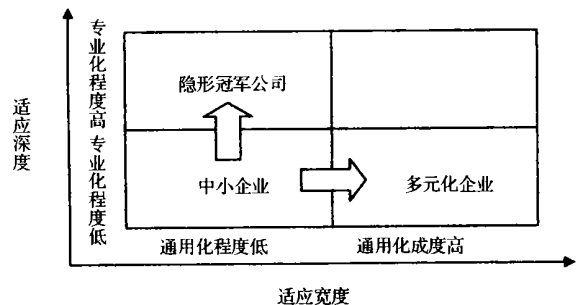 适应深度
专业化程度高
专业化程度低
隐形冠军公司
中小企业
多元化企业
通用化程度低
通用化成度高
适应宽度